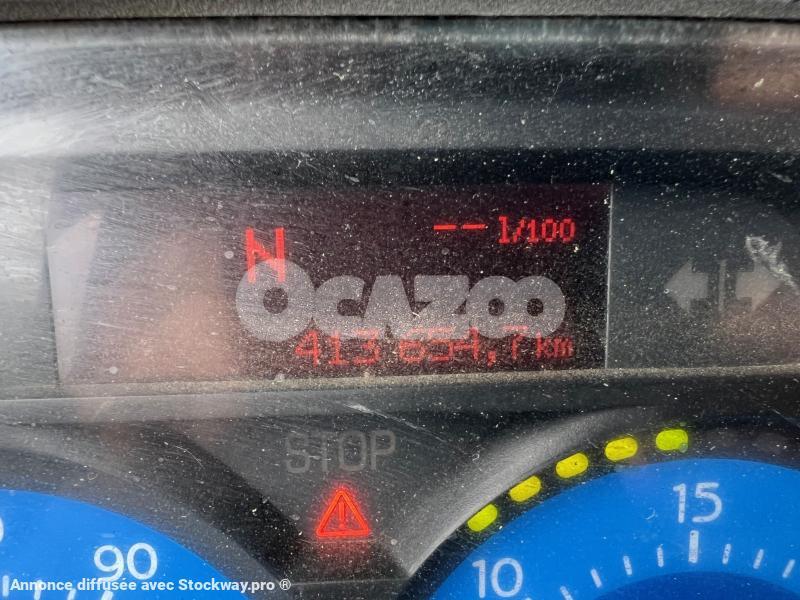 -- l/100
N
OCAZOO
413 654,7 km
STOP
15
90
10
Annonce diffusée avec Stockway.pro ®